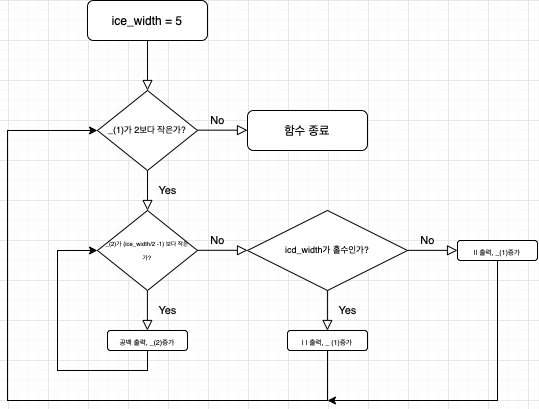 ice_width = 5
_(1)가 2보다 작은가?
No
함수 종료
Yes
_(2)가 (ice_width/2 -1) 보다 작은
가?
No
icd_width가 홀수인가?
No
|| 출력, _(1)증가
Yes
공백 출력, _(2)증가
Yes
| | 출력, _ (1)증가